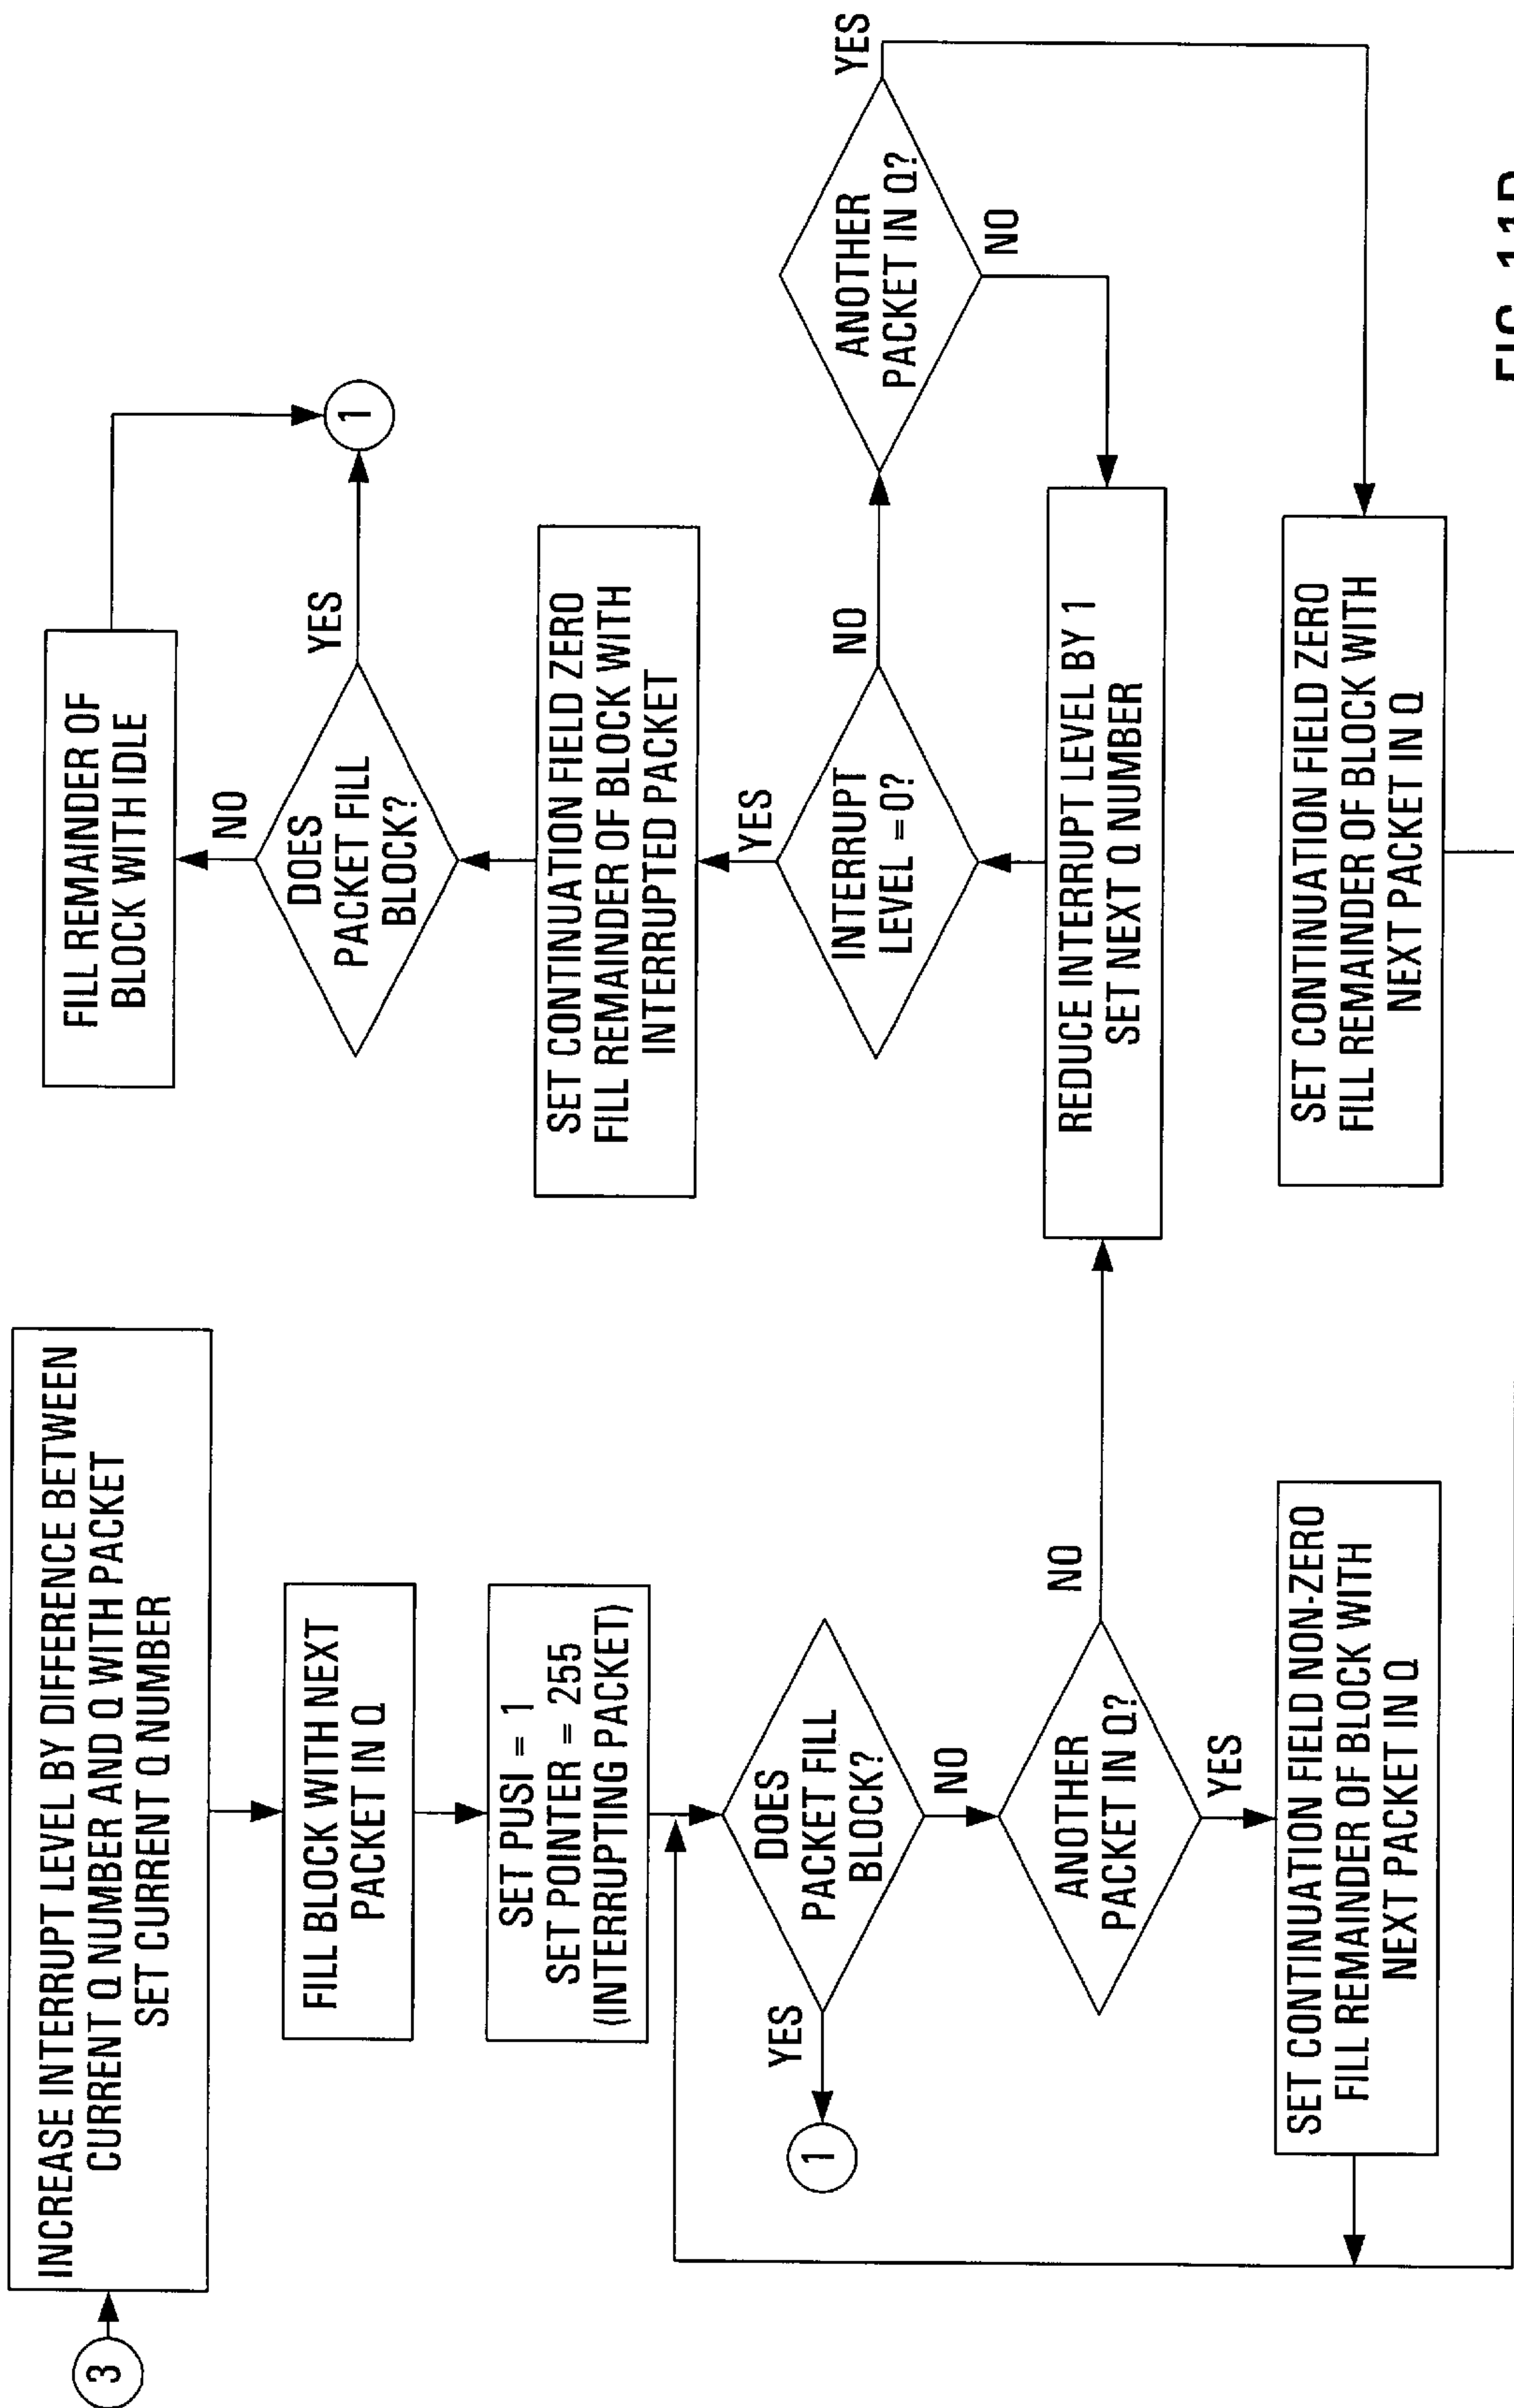 3
INCREASE INTERRUPT LEVEL BY DIFFERENCE BETWEEN
CURRENT Q NUMBER AND Q WITH PACKET
SET CURRENT Q NUMBER
FILL BLOCK WITH NEXT
PACKET IN Q
SET PUSI = 1
SET POINTER = 255
(INTERRUPTING PACKET)
DOES
PACKET FILL
BLOCK?
YES
1
NO
ANOTHER
PACKET IN Q?
NO
YES
SET CONTINUATION FIELD NON-ZERO
FILL REMAINDER OF BLOCK WITH
NEXT PACKET IN Q
FILL REMAINDER OF
BLOCK WITH IDLE
NO
DOES
PACKET FILL
BLOCK?
YES
1
SET CONTINUATION FIELD ZERO
FILL REMAINDER OF BLOCK WITH
INTERRUPTED PACKET
YES
INTERRUPT
LEVEL = 0?
NO
ANOTHER
PACKET IN Q?
YES
NO
REDUCE INTERRUPT LEVEL BY 1
SET NEXT Q NUMBER
SET CONTINUATION FIELD ZERO
FILL REMAINDER OF BLOCK WITH
NEXT PACKET IN Q
FIG.